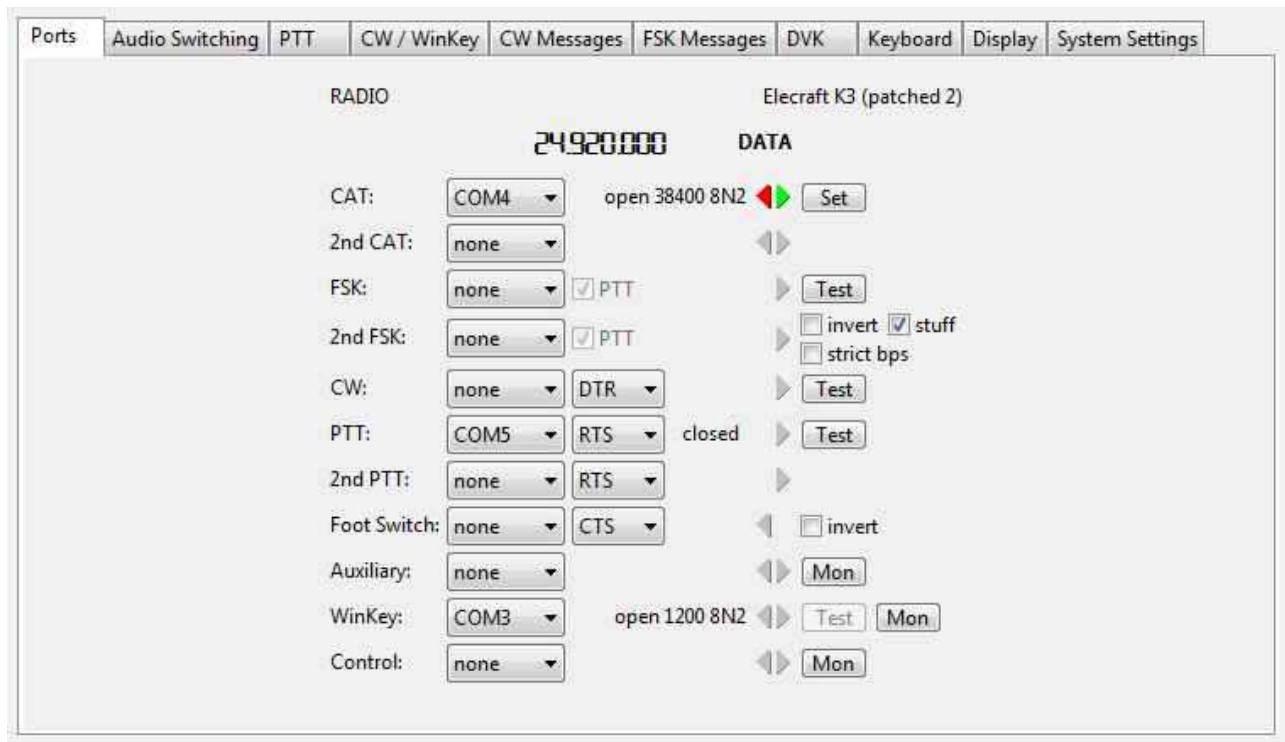 Ports Audio Switching PTT CW / WinKey CW Messages FSK Messages DVK Keyboard Display System Settings
RADIO Elecraft K3 (patched 2)
24.920.000 DATA
CAT: COM4 open 38400 8N2 Set
2nd CAT: none
FSK: none PTT Test
2nd FSK: none PTT invert stuff
strict bps
CW: none DTR Test
PTT: COM5 RTS closed Test
2nd PTT: none RTS
Foot Switch: none CTS invert
Auxiliary: none Mon
WinKey: COM3 open 1200 8N2 Test Mon
Control: none Mon